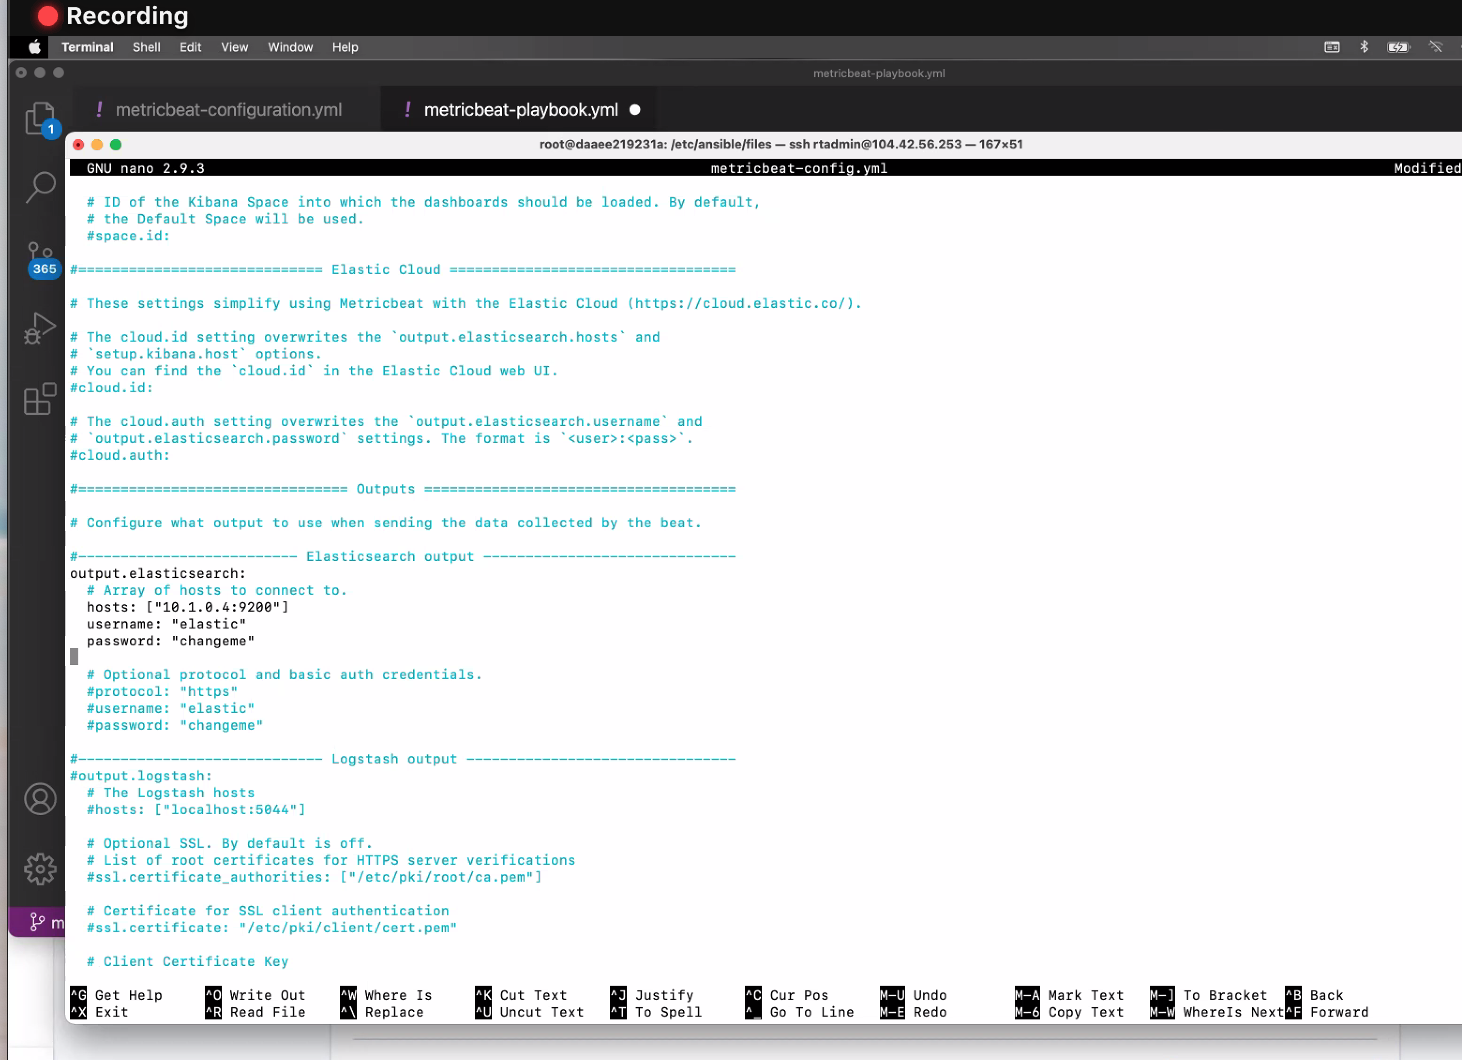 Recording
Terminal Shell Edit View Window Help
metricbeat-playbook.yml
! metricbeat-configuration.yml ! metricbeat-playbook.yml
1
365
root@daaee219231a: /etc/ansible/files — ssh rtadmin@104.42.56.253 — 167×51
GNU nano 2.9.3 metricbeat-config.yml Modified
# ID of the Kibana Space into which the dashboards should be loaded. By default,
# the Default Space will be used.
#space.id:
#============================= Elastic Cloud ==================================
# These settings simplify using Metricbeat with the Elastic Cloud (https://cloud.elastic.co/).
# The cloud.id setting overwrites the `output.elasticsearch.hosts` and
# `setup.kibana.host` options.
# You can find the `cloud.id` in the Elastic Cloud web UI.
#cloud.id:
# The cloud.auth setting overwrites the `output.elasticsearch.username` and
# `output.elasticsearch.password` settings. The format is `<user>:<pass>`.
#cloud.auth:
#================================ Outputs =====================================
# Configure what output to use when sending the data collected by the beat.
#-------------------------- Elasticsearch output ------------------------------
output.elasticsearch:
# Array of hosts to connect to.
hosts: ["10.1.0.4:9200"]
username: "elastic"
password: "changeme"
# Optional protocol and basic auth credentials.
#protocol: "https"
#username: "elastic"
#password: "changeme"
#----------------------------- Logstash output --------------------------------
#output.logstash:
# The Logstash hosts
#hosts: ["localhost:5044"]
# Optional SSL. By default is off.
# List of root certificates for HTTPS server verifications
#ssl.certificate_authorities: ["/etc/pki/root/ca.pem"]
# Certificate for SSL client authentication
#ssl.certificate: "/etc/pki/client/cert.pem"
m
# Client Certificate Key
^G Get Help ^O Write Out ^W Where Is ^K Cut Text ^J Justify ^C Cur Pos M-U Undo M-A Mark Text M-] To Bracket ^B Back
^X Exit ^R Read File ^\ Replace ^U Uncut Text ^T To Spell ^_ Go To Line M-E Redo M-6 Copy Text M-W WhereIs Next ^F Forward